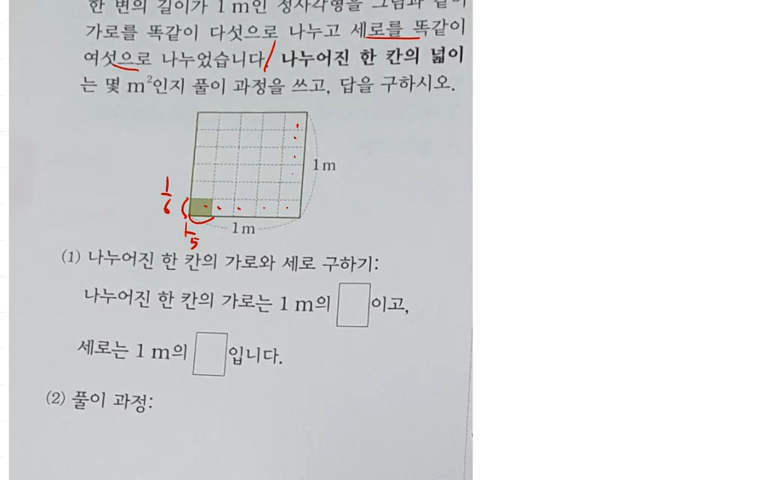 한 변의 길이가 1 m인 정사각형을 그림과 같이
가로를 똑같이 다섯으로 나누고 세로를 똑같이
여섯으로 나누었습니다. 나누어진 한 칸의 넓이
는 몇 m²인지 풀이 과정을 쓰고, 답을 구하시오.
1 m
1/6
1/5
1 m
(1) 나누어진 한 칸의 가로와 세로 구하기:
나누어진 한 칸의 가로는 1 m의 이고,
세로는 1 m의 입니다.
(2) 풀이 과정: